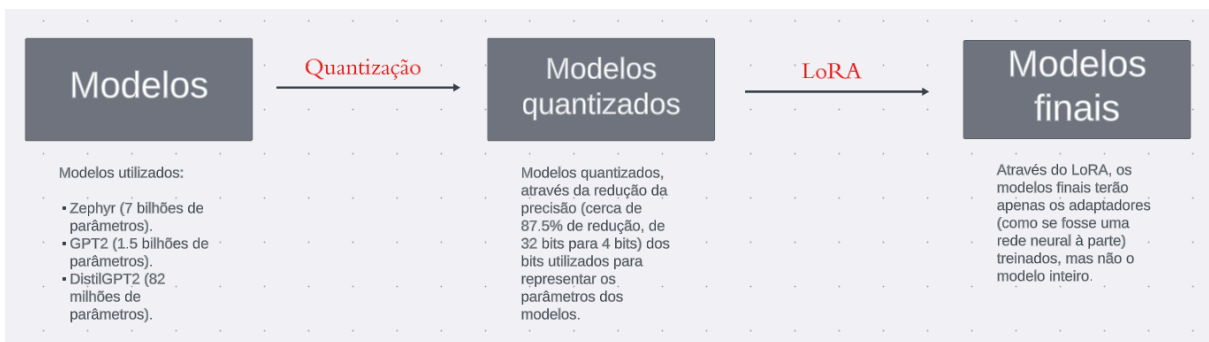 Modelos
Modelos utilizados:
▪ Zephyr (7 bilhões de
parâmetros).
▪ GPT2 (1.5 bilhões de
parâmetros).
▪ DistilGPT2 (82
milhões de
parâmetros).
Quantização
Modelos
quantizados
Modelos quantizados,
através da redução da
precisão (cerca de
87.5% de redução, de
32 bits para 4 bits) dos
bits utilizados para
representar os
parâmetros dos
modelos.
LoRA
Modelos
finais
Através do LoRA, os
modelos finais terão
apenas os adaptadores
(como se fosse uma
rede neural à parte)
treinados, mas não o
modelo inteiro.